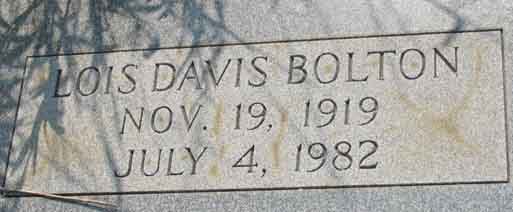 LOIS DAVIS BOLTON
NOV. 19, 1919
JULY 4, 1982